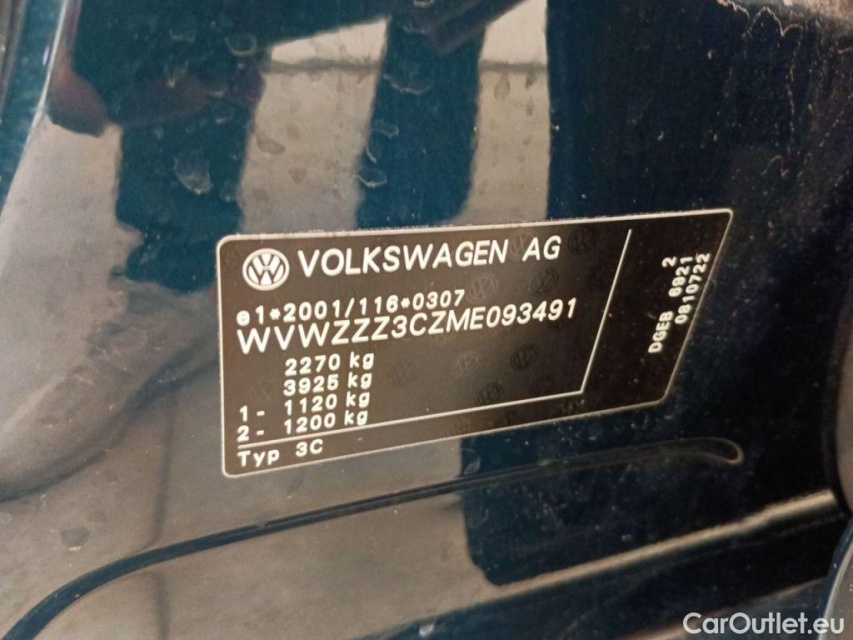 VOLKSWAGEN AG
e1*2001/116*0307
WVWZZZ3CZME093491
2270 kg
3925 kg
1 - 1120 kg
2 - 1200 kg
Typ 3C
2
DGEB 6921
0810722
CarOutlet.eu